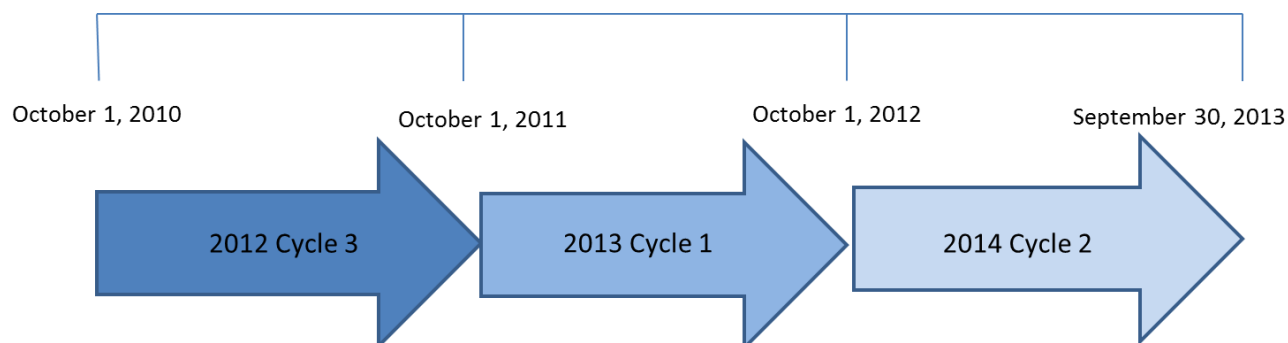 October 1, 2010
October 1, 2011
October 1, 2012
September 30, 2013
2012 Cycle 3
2013 Cycle 1
2014 Cycle 2